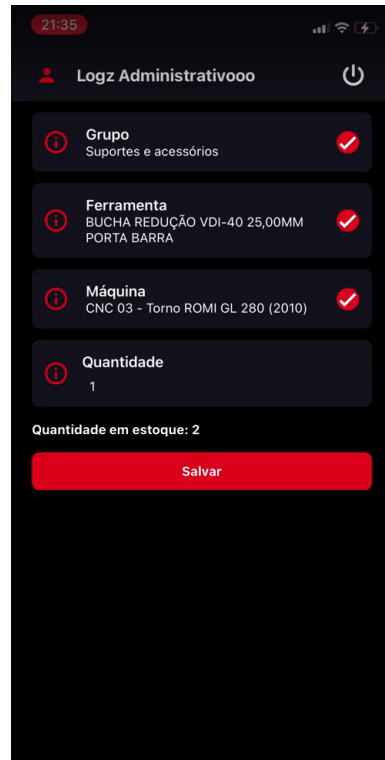 21:35
Logz Administrativooo
Grupo
Suportes e acessórios
Ferramenta
BUCHA REDUÇÃO VDI-40 25,00MM
PORTA BARRA
Máquina
CNC 03 - Torno ROMI GL 280 (2010)
Quantidade
1
Quantidade em estoque: 2
Salvar